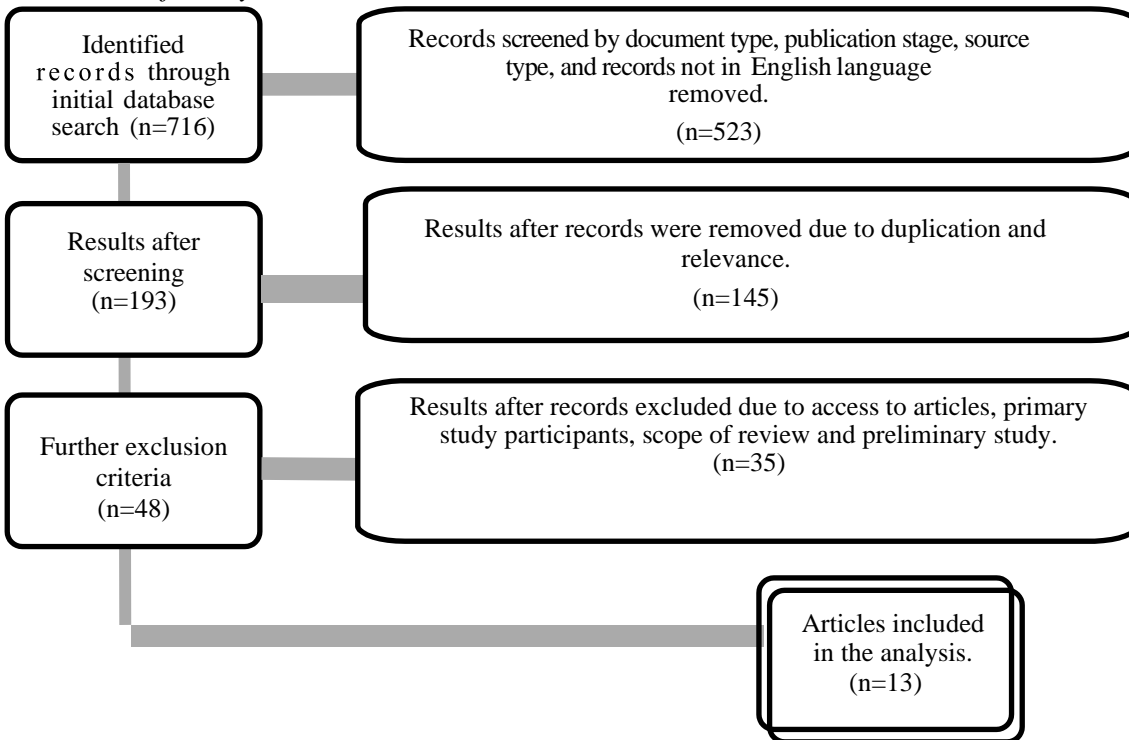 Identified
records through
initial database
search (n=716)
Records screened by document type, publication stage, source
type, and records not in English language
removed.
(n=523)
Results after
screening
(n=193)
Results after records were removed due to duplication and
relevance.
(n=145)
Further exclusion
criteria
(n=48)
Results after records excluded due to access to articles, primary
study participants, scope of review and preliminary study.
(n=35)
Articles included
in the analysis.
(n=13)